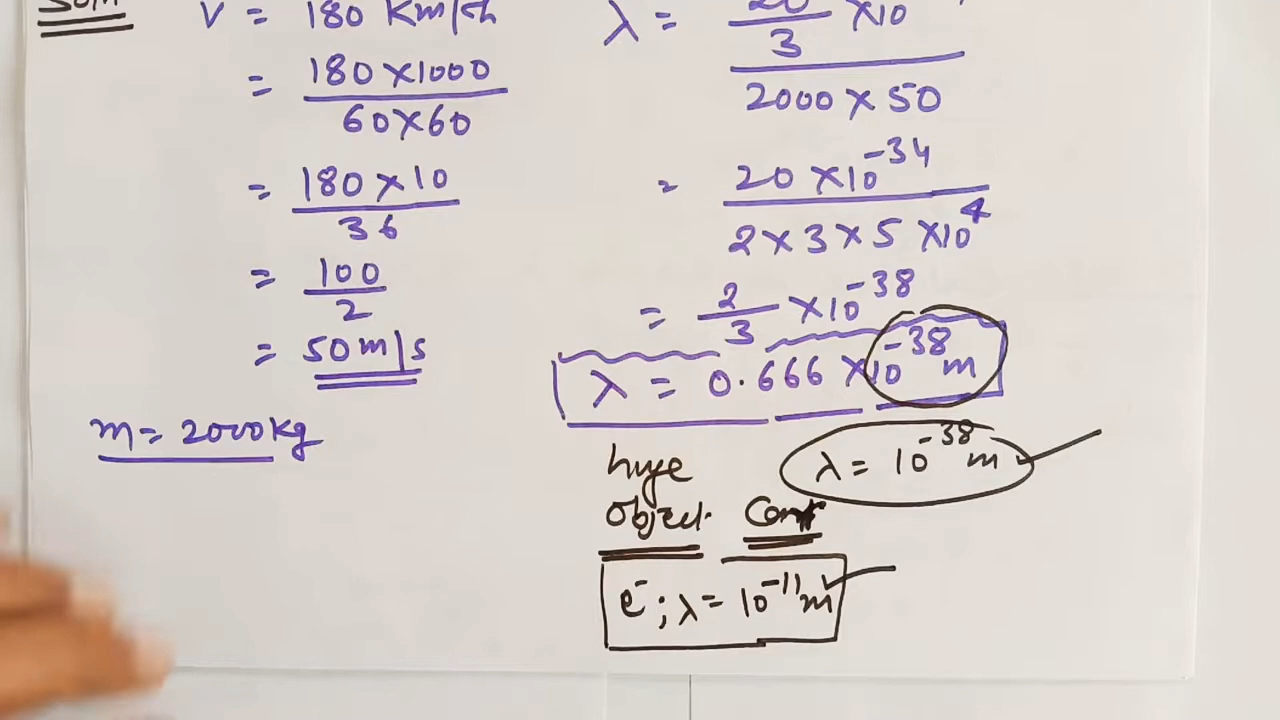 Soln V = 180 Km/h
= 180 x 1000
60 x 60
= 180 x 10
36
= 100
2
= 50 m/s
m = 2000 kg
λ = 20
3 x 10
2000 x 50
= 20 x 10⁻³⁴
2 x 3 x 5 x 10⁴
= 2
3 x 10⁻³⁸
λ = 0.666 x 10⁻³⁸ m
huge
object.
λ = 10⁻³⁸ m
e⁻; λ = 10⁻¹¹ m